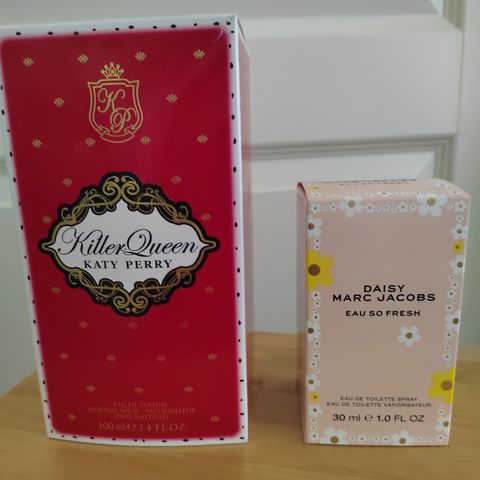 KP
Killer Queen
KATY PERRY
EAU DE PARFUM
NATURAL SPRAY - VAPORISATEUR
SPRAY NATURALE
100 ml ℮ 3.4 FL OZ.
DAISY
MARC JACOBS
EAU SO FRESH
EAU DE TOILETTE SPRAY
EAU DE TOILETTE VAPORISATEUR
30 ml ℮ 1.0 FL OZ